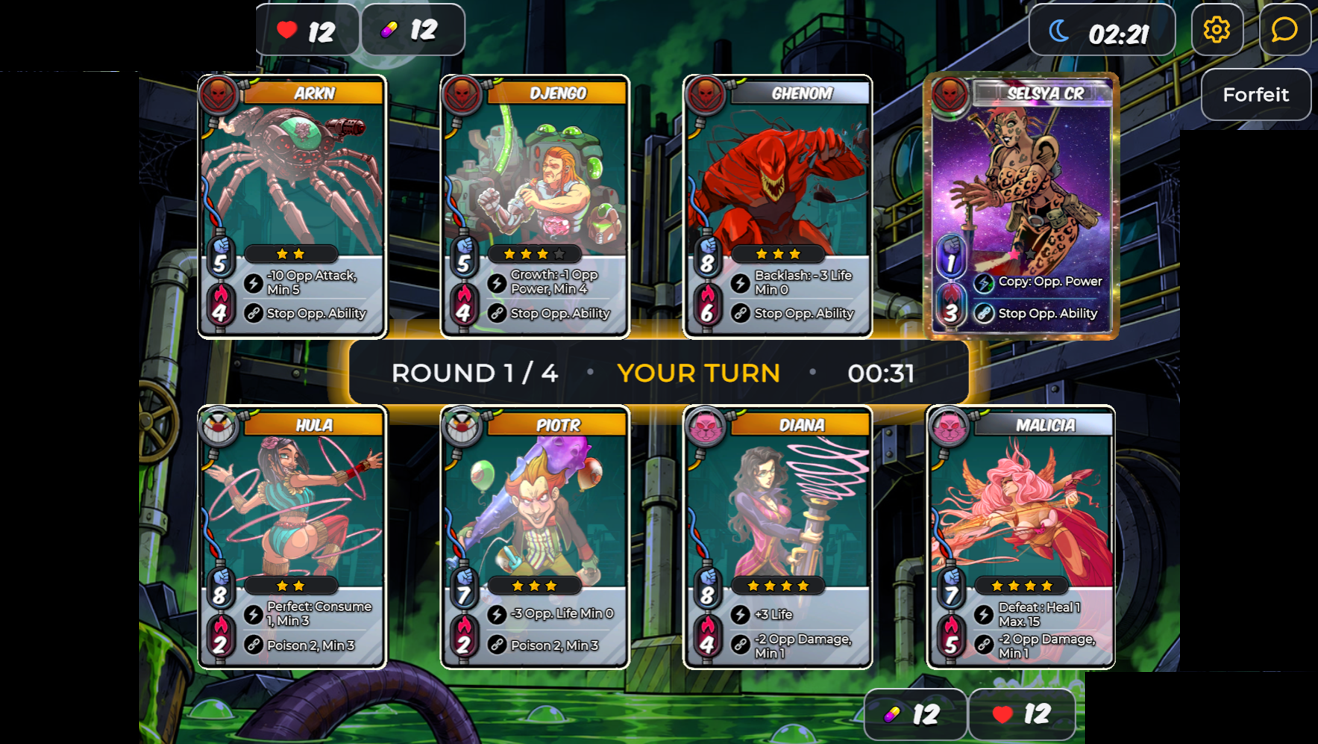 12
12
02:21
Forfeit
ARKN
DJENGO
GHENOM
SELSYA CR
5
-10 Opp Attack,
Min 5
4
Stop Opp. Ability
5
Growth: -1 Opp
Power, Min 4
4
Stop Opp. Ability
8
Backlash: -3 Life
Min 0
6
Stop Opp. Ability
1
Copy: Opp. Power
3
Stop Opp. Ability
ROUND 1 / 4 • YOUR TURN • 00:31
HULA
PIOTR
DIANA
MALICIA
8
Perfect: Consume
1, Min 3
2
Poison 2, Min 3
7
-3 Opp. Life Min 0
2
Poison 2, Min 3
8
+3 Life
4
-2 Opp Damage,
Min 1
7
Defeat : Heal 1
Max. 15
5
-2 Opp Damage,
Min 1
12
12